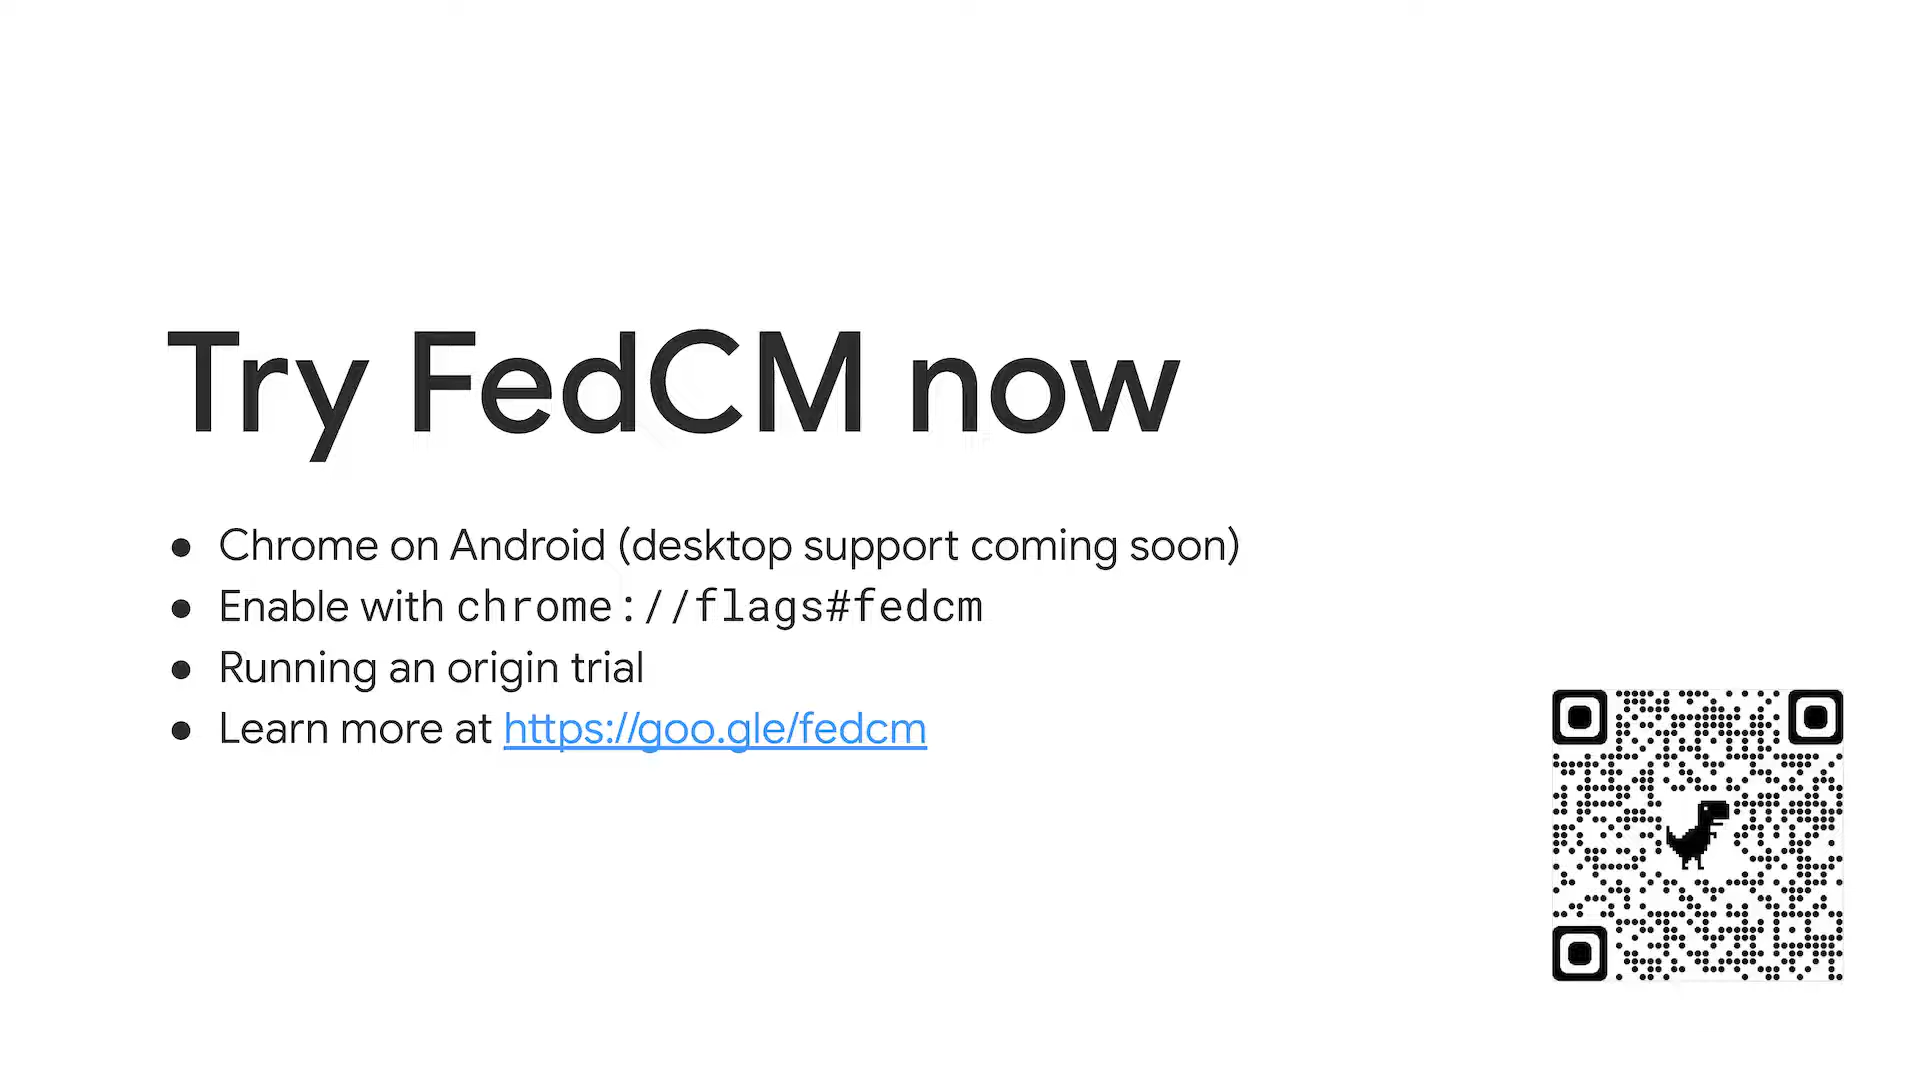 Try FedCM now
● Chrome on Android (desktop support coming soon)
● Enable with chrome://flags#fedcm
● Running an origin trial
● Learn more at https://goo.gle/fedcm